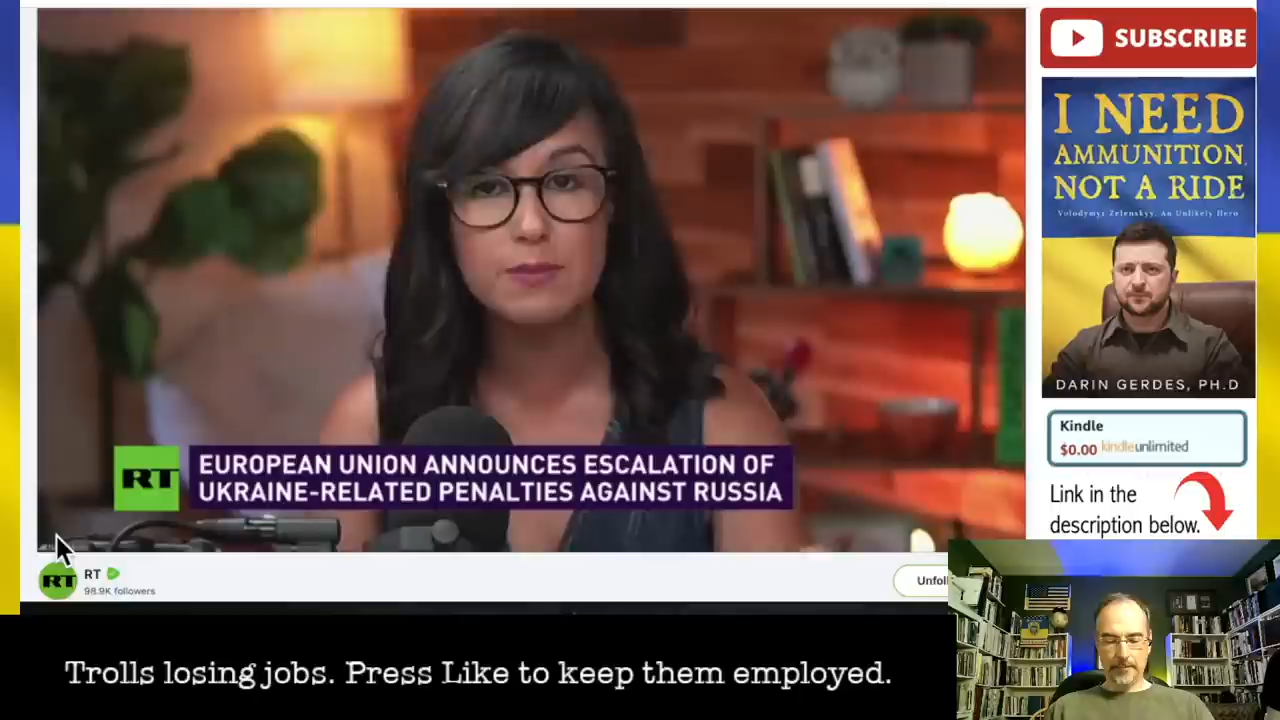 SUBSCRIBE
I NEED
AMMUNITION,
NOT A RIDE
Volodymyr Zelenskyy, An Unlikely Hero
DARIN GERDES, PH.D
Kindle
$0.00 kindleunlimited
Link in the
description below.
RT
EUROPEAN UNION ANNOUNCES ESCALATION OF
UKRAINE-RELATED PENALTIES AGAINST RUSSIA
RT
RT
98.9K followers
Unfoll
Trolls losing jobs. Press Like to keep them employed.